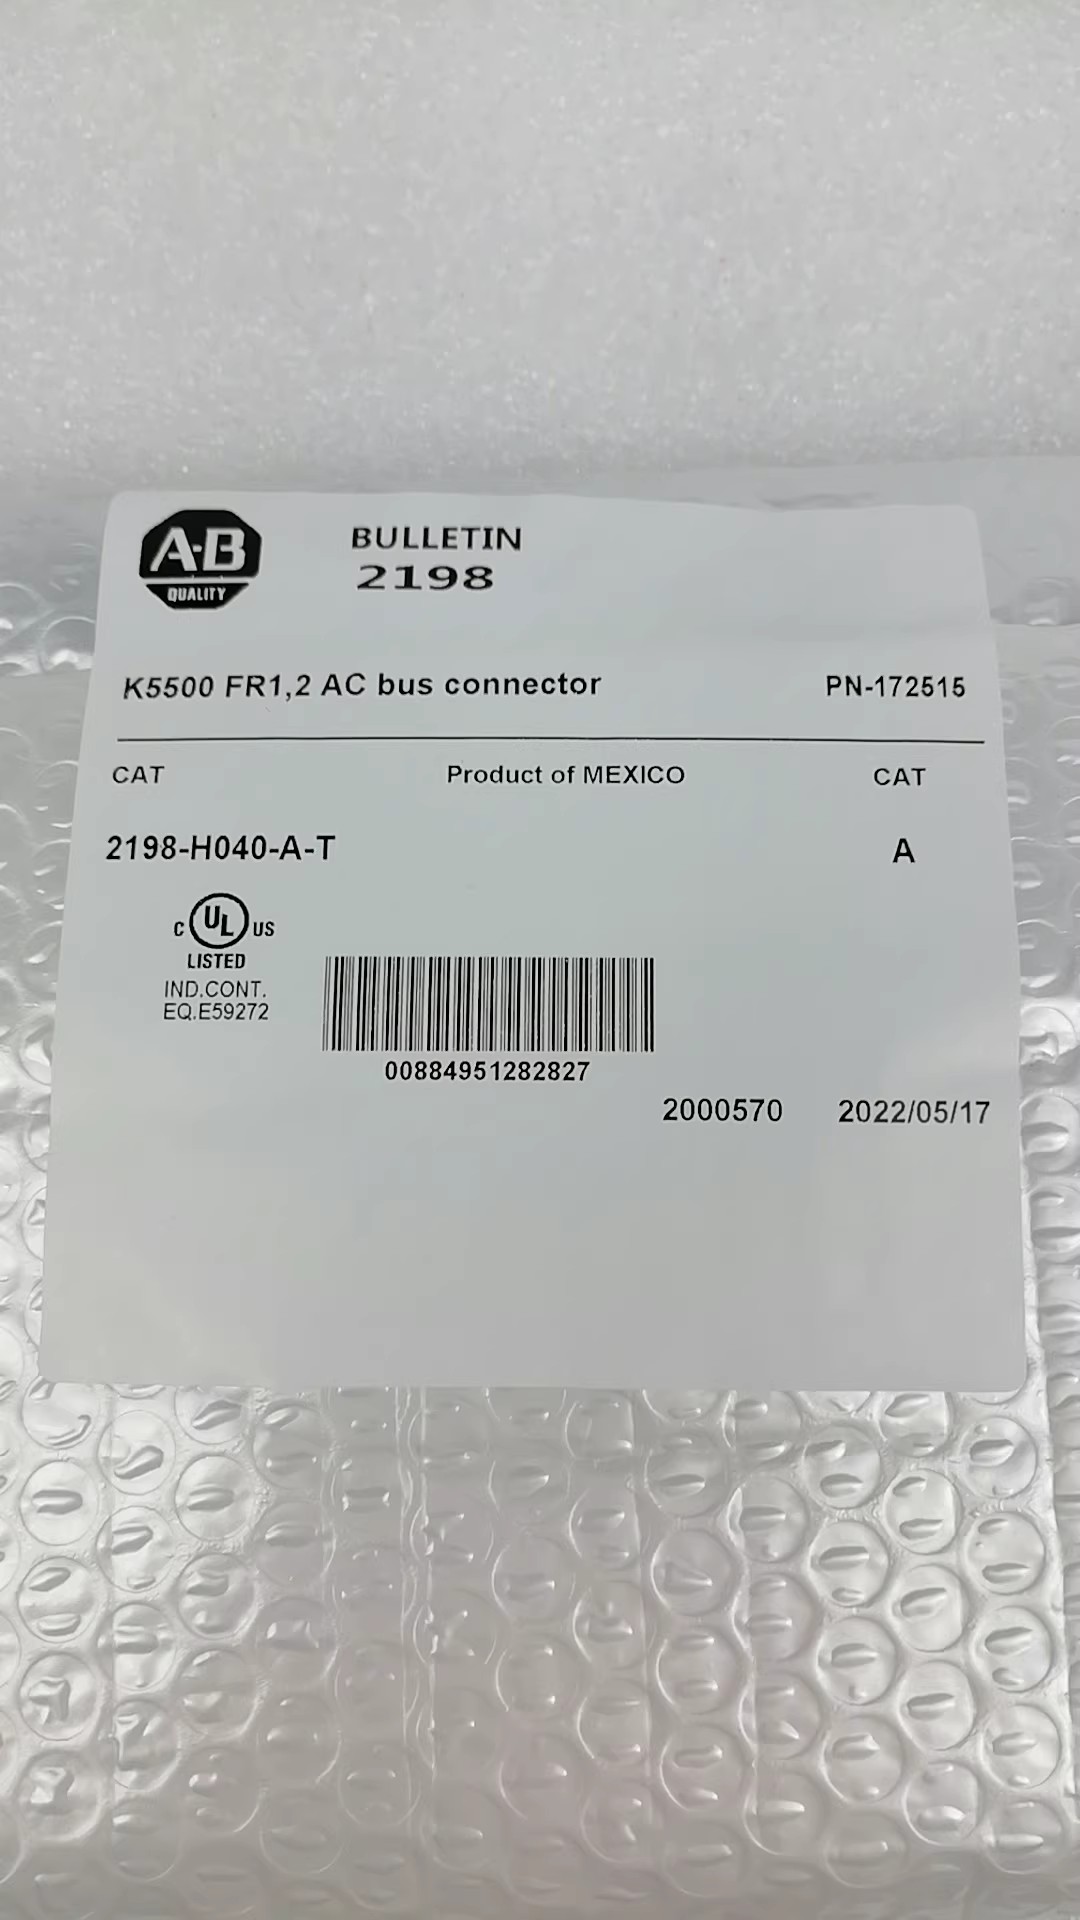 A-B
QUALITY
BULLETIN
2198
K5500 FR1,2 AC bus connector PN-172515
CAT Product of MEXICO CAT
2198-H040-A-T A
C UL US
LISTED
IND.CONT.
EQ.E59272
00884951282827
2000570 2022/05/17